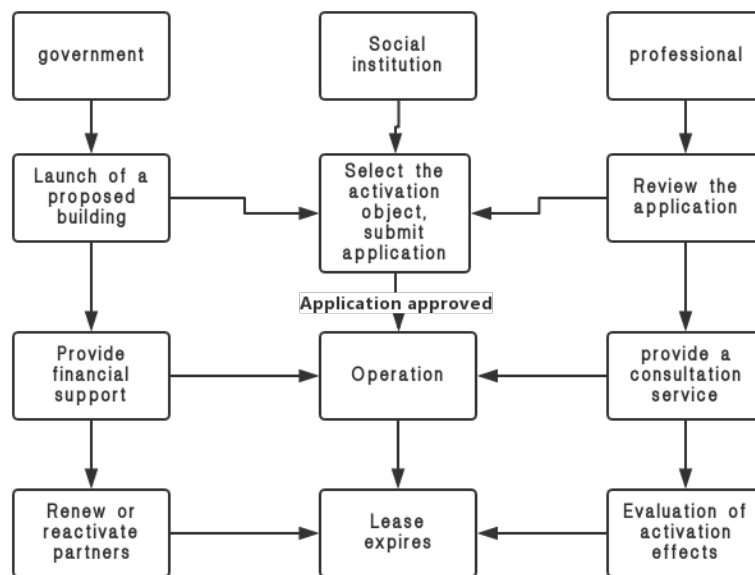 government
Social
institution
professional
Launch of a
proposed
building
Select the
activation
object,
submit
application
Review the
application
Application approved
Provide
financial
support
Operation
provide a
consultation
service
Renew or
reactivate
partners
Lease
expires
Evaluation of
activation
effects